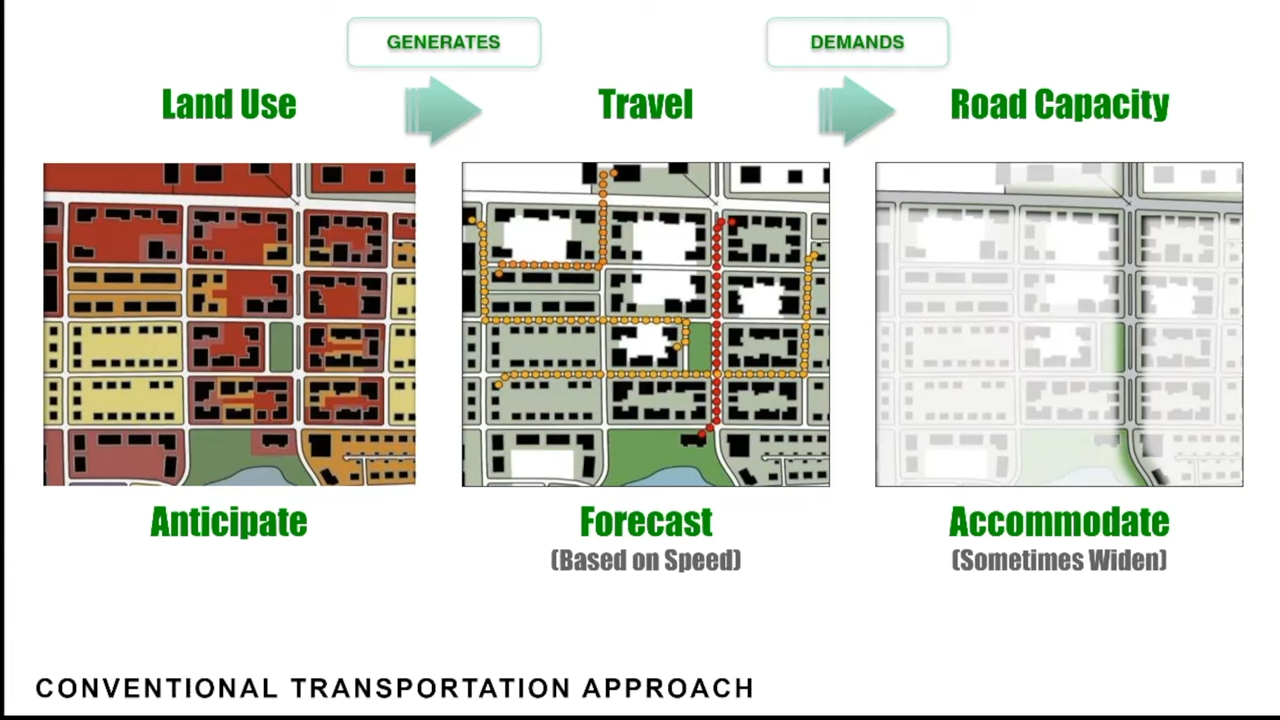 GENERATES
DEMANDS
Land Use
Travel
Road Capacity
Anticipate
Forecast
Accommodate
(Based on Speed)
(Sometimes Widen)
CONVENTIONAL TRANSPORTATION APPROACH